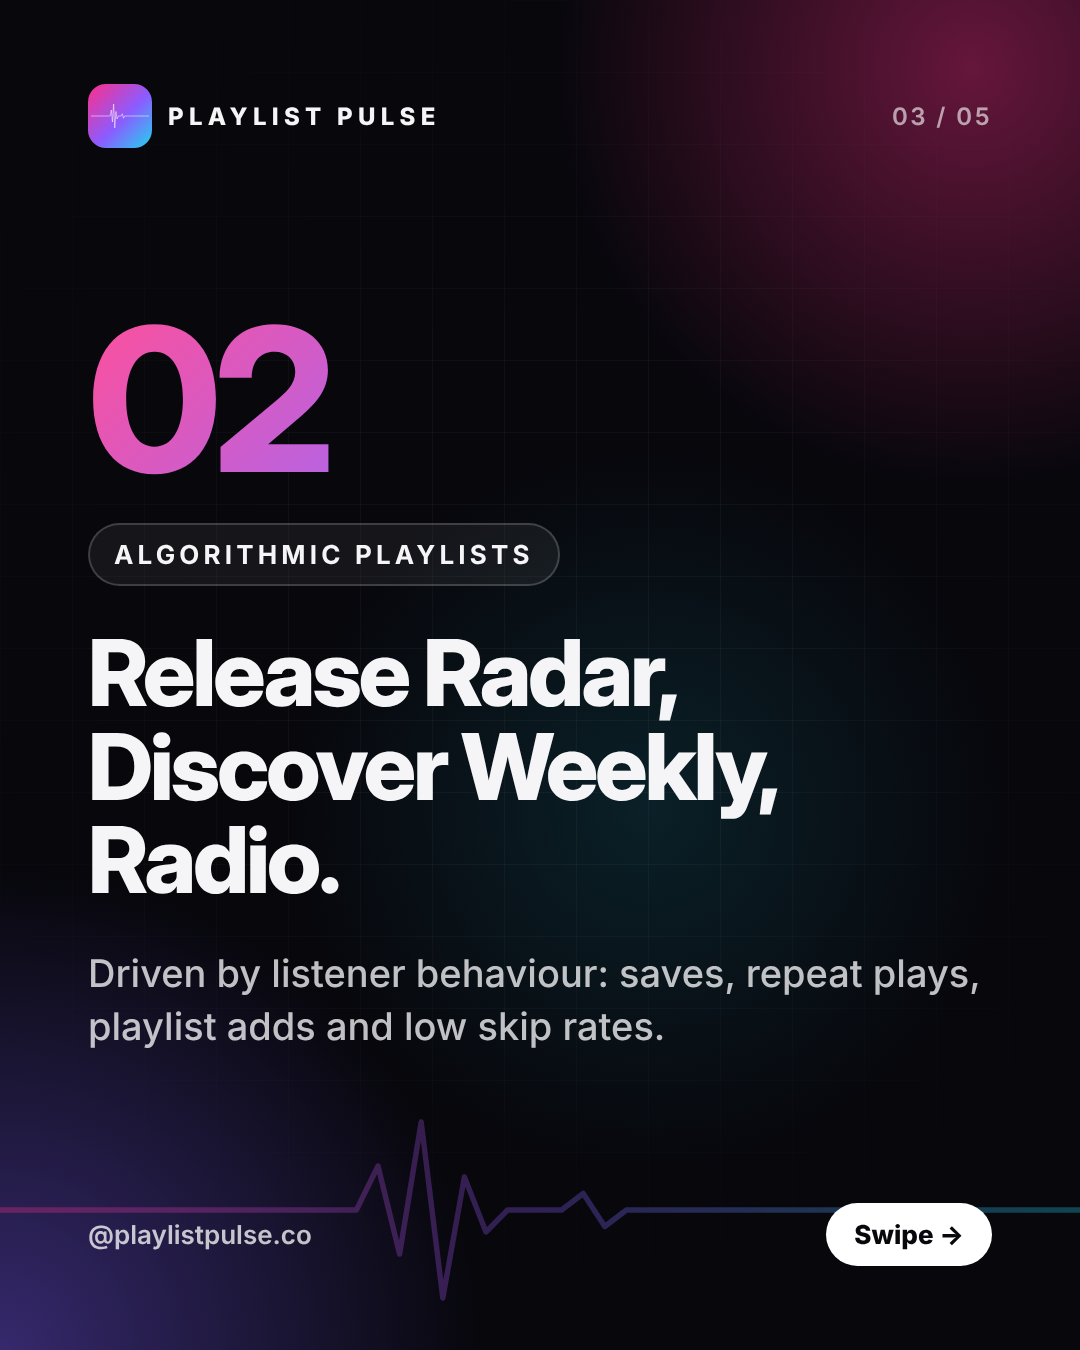 PLAYLIST PULSE
03 / 05
02
ALGORITHMIC PLAYLISTS
Release Radar,
Discover Weekly,
Radio.
Driven by listener behaviour: saves, repeat plays,
playlist adds and low skip rates.
@playlistpulse.co
Swipe →